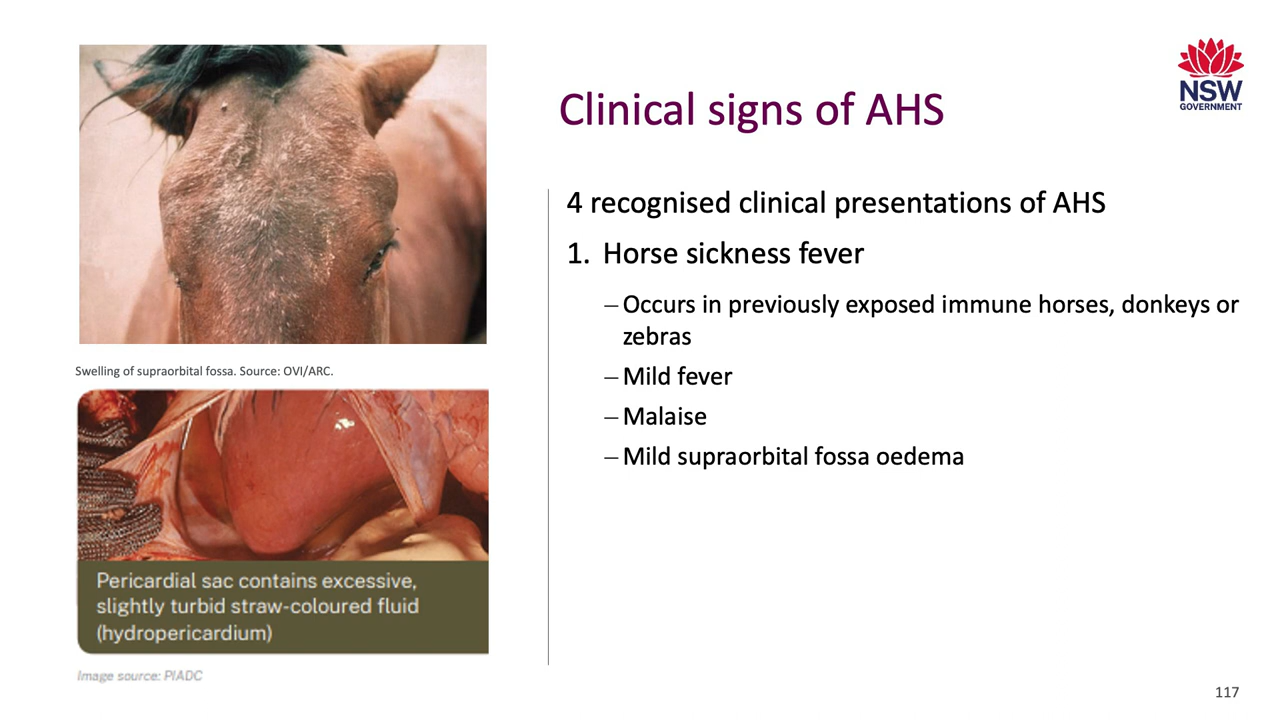 NSW
GOVERNMENT
Clinical signs of AHS
4 recognised clinical presentations of AHS
1. Horse sickness fever
– Occurs in previously exposed immune horses, donkeys or
zebras
– Mild fever
– Malaise
– Mild supraorbital fossa oedema
Swelling of supraorbital fossa. Source: OVI/ARC.
Pericardial sac contains excessive,
slightly turbid straw-coloured fluid
(hydropericardium)
Image source: PIADC
117